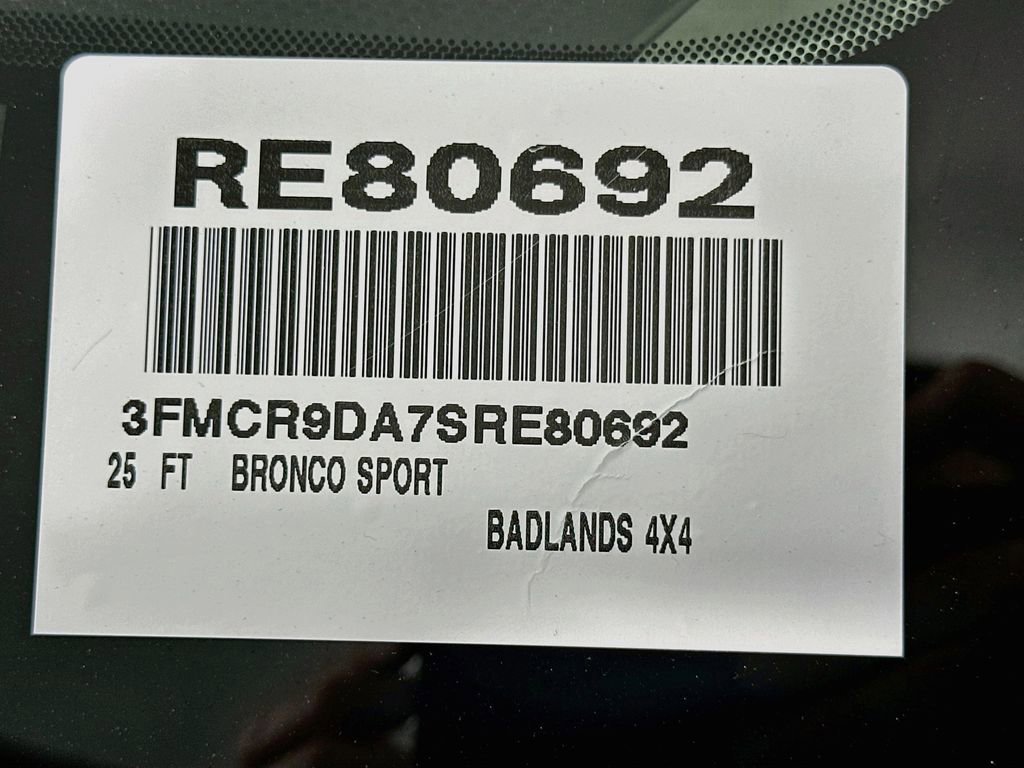 RE80692
3FMCR9DA7SRE80692
25 FT BRONCO SPORT
BADLANDS 4X4